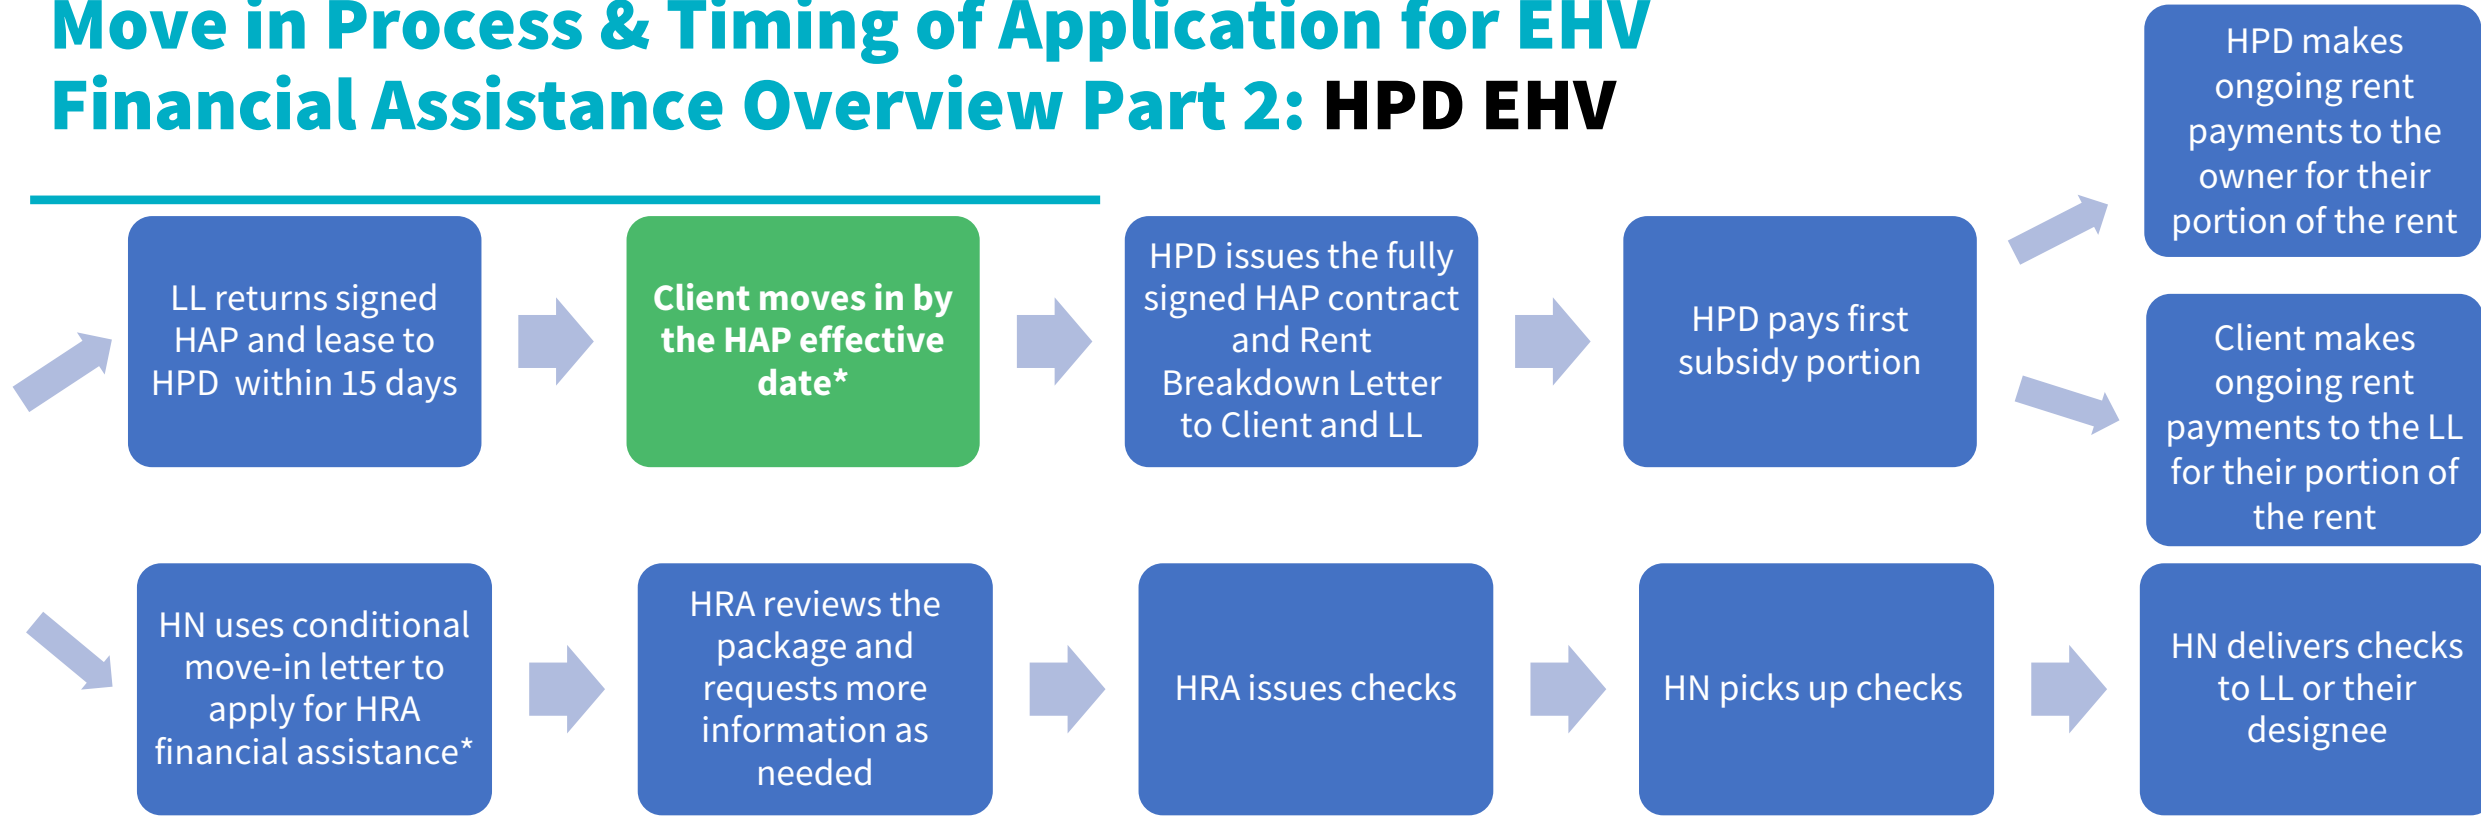 Move in Process & Timing of Application for EHV
Financial Assistance Overview Part 2: HPD EHV
LL returns signed
HAP and lease to
HPD within 15 days
Client moves in by
the HAP effective
date*
HPD issues the fully
signed HAP contract
and Rent
Breakdown Letter
to Client and LL
HPD pays first
subsidy portion
HPD makes
ongoing rent
payments to the
owner for their
portion of the rent
Client makes
ongoing rent
payments to the LL
for their portion of
the rent
HN uses conditional
move-in letter to
apply for HRA
financial assistance*
HRA reviews the
package and
requests more
information as
needed
HRA issues checks
HN picks up checks
HN delivers checks
to LL or their
designee